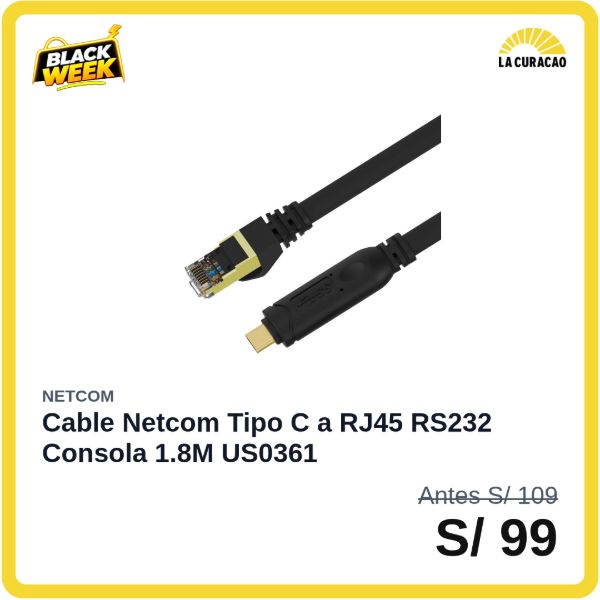 BLACK
WEEK
LA CURACAO
NETCOM
Cable Netcom Tipo C a RJ45 RS232
Consola 1.8M US0361
Antes S/ 109
S/ 99